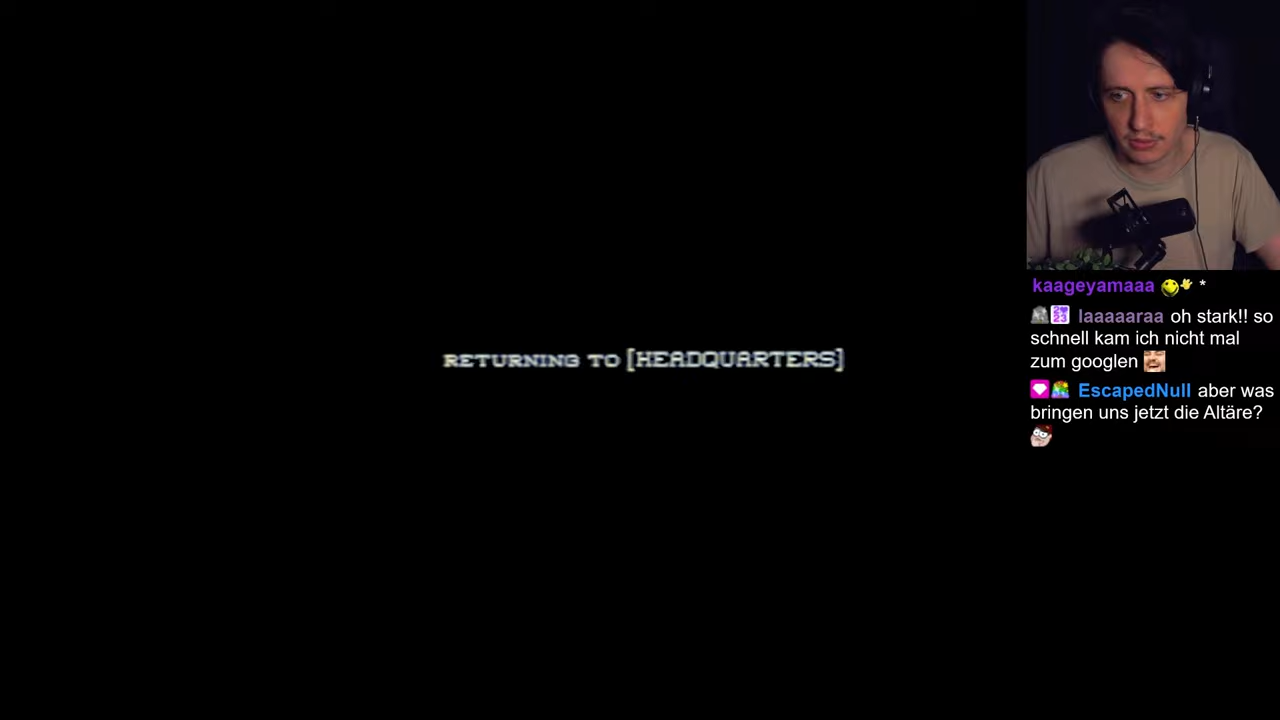 RETURNING TO [HEADQUARTERS]
kaageyamaaa *
laaaaaraa oh stark!! so
schnell kam ich nicht mal
zum googlen
EscapedNull aber was
bringen uns jetzt die Altäre?